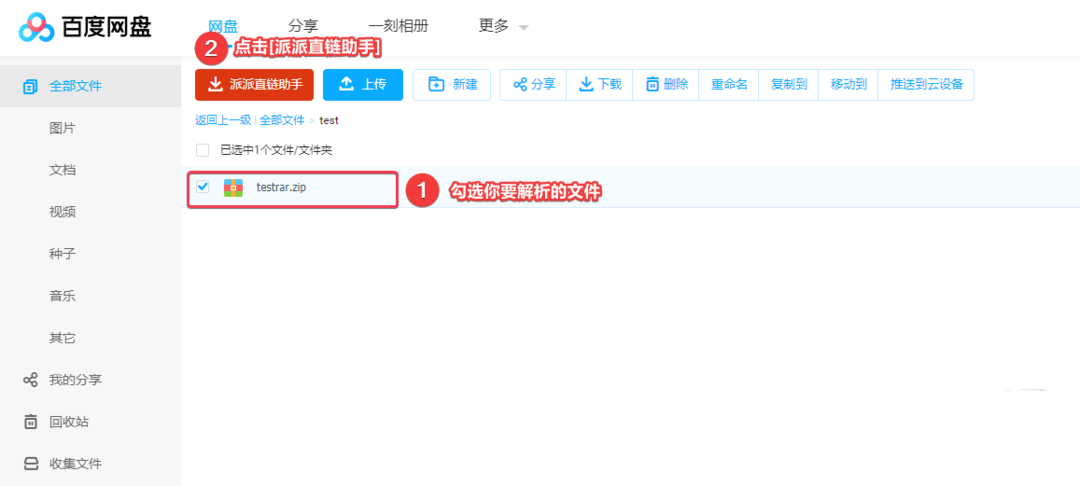 百度网盘
网盘 分享 一刻相册 更多
2 点击[派派直链助手]
派派直链助手 上传 新建 分享 下载 删除 重命名 复制到 移动到 推送到云设备
全部文件
返回上一级 | 全部文件 > test
图片
已选中1个文件/文件夹
文档
testrar.zip 1 勾选你要解析的文件
视频
种子
音乐
其它
我的分享
回收站
收集文件